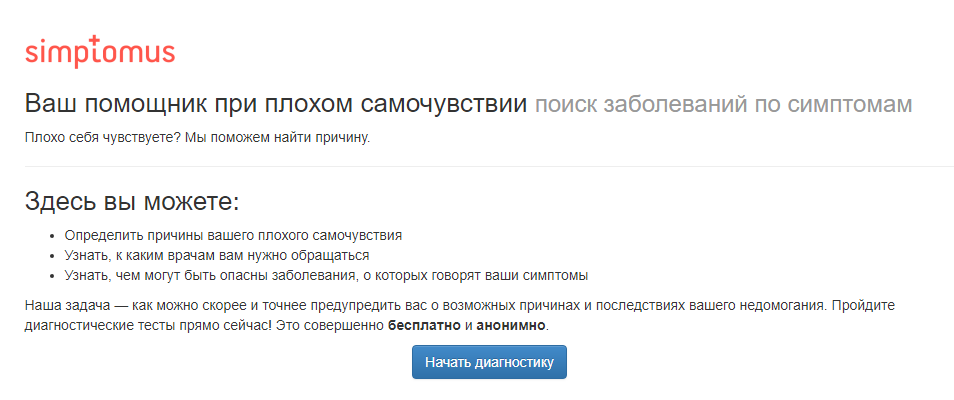 simptomus
Ваш помощник при плохом самочувствии поиск заболеваний по симптомам
Плохо себя чувствуете? Мы поможем найти причину.
Здесь вы можете:
• Определить причины вашего плохого самочувствия
• Узнать, к каким врачам вам нужно обращаться
• Узнать, чем могут быть опасны заболевания, о которых говорят ваши симптомы
Наша задача — как можно скорее и точнее предупредить вас о возможных причинах и последствиях вашего недомогания. Пройдите
диагностические тесты прямо сейчас! Это совершенно бесплатно и анонимно.
Начать диагностику